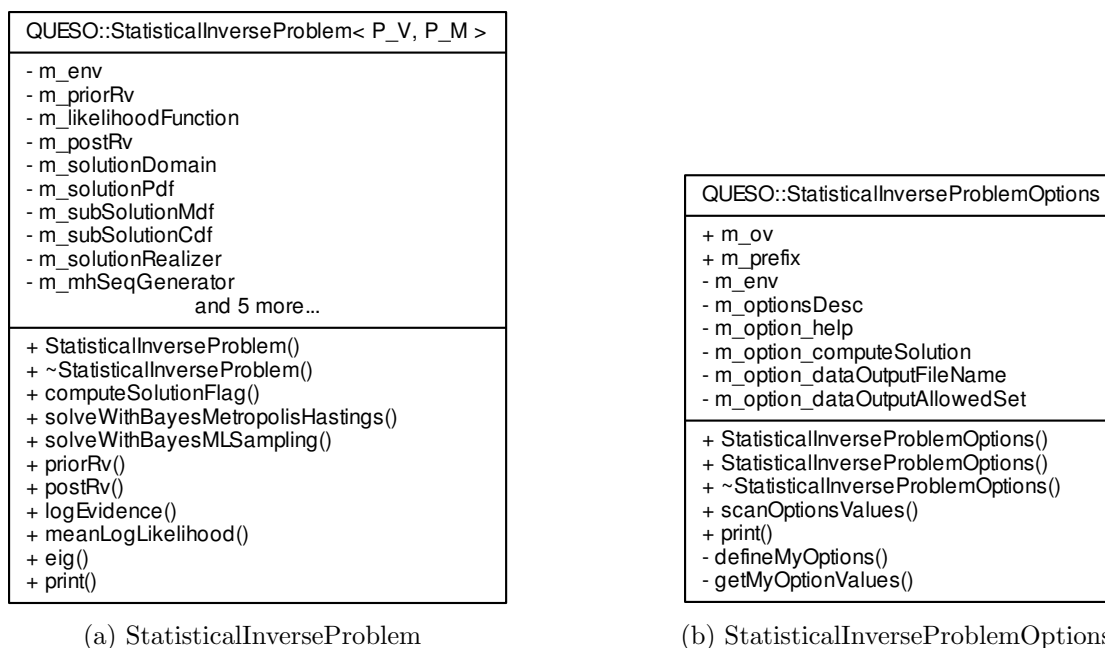 QUESO::StatisticalInverseProblem< P_V, P_M >
- m_env
- m_priorRv
- m_likelihoodFunction
- m_postRv
- m_solutionDomain
- m_solutionPdf
- m_subSolutionMdf
- m_subSolutionCdf
- m_solutionRealizer
- m_mhSeqGenerator
and 5 more...
+ StatisticalInverseProblem()
+ ~StatisticalInverseProblem()
+ computeSolutionFlag()
+ solveWithBayesMetropolisHastings()
+ solveWithBayesMLSampling()
+ priorRv()
+ postRv()
+ logEvidence()
+ meanLogLikelihood()
+ eig()
+ print()
(a) StatisticalInverseProblem
QUESO::StatisticalInverseProblemOptions
+ m_ov
+ m_prefix
- m_env
- m_optionsDesc
- m_option_help
- m_option_computeSolution
- m_option_dataOutputFileName
- m_option_dataOutputAllowedSet
+ StatisticalInverseProblemOptions()
+ StatisticalInverseProblemOptions()
+ ~StatisticalInverseProblemOptions()
+ scanOptionsValues()
+ print()
- defineMyOptions()
- getMyOptionValues()
(b) StatisticalInverseProblemOptions